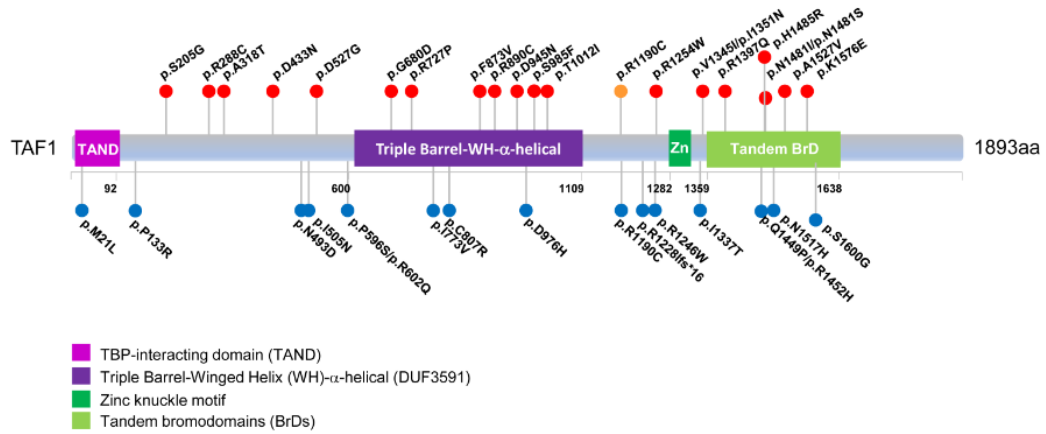 p.S205G
p.R288C
p.A318T
p.D433N
p.D527G
p.G680D
p.R727P
p.F873V
p.R890C
p.D945N
p.S985F
p.T1012I
p.R1190C
p.R1254W
p.V1345I/p.I1351N
p.R1397Q
p.H1485R
p.N1481I/p.N1481S
p.A1527V
p.K1576E
TAF1
TAND
Triple Barrel-WH-α-helical
Zn
Tandem BrD
1893aa
92
600
1109
1282
1359
1638
p.M21L
p.P133R
p.N493D
p.I505N
p.P596S/p.R602Q
p.I773V
p.C807R
p.D976H
p.R1190C
p.R1228Ifs*16
p.R1246W
p.I1337T
p.Q1449P/p.R1452H
p.N1517H
p.S1600G
TBP-interacting domain (TAND)
Triple Barrel-Winged Helix (WH)-α-helical (DUF3591)
Zinc knuckle motif
Tandem bromodomains (BrDs)